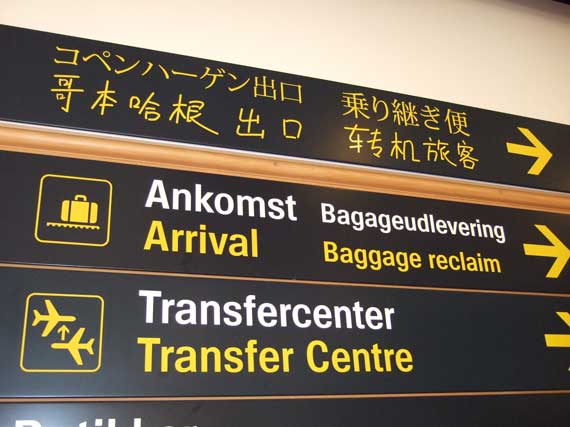 コペンハーゲン出口 乗り継ぎ便
哥本哈根 出口 转机旅客
Ankomst Bagageudlevering
Arrival Baggage reclaim
Transfercenter
Transfer Centre